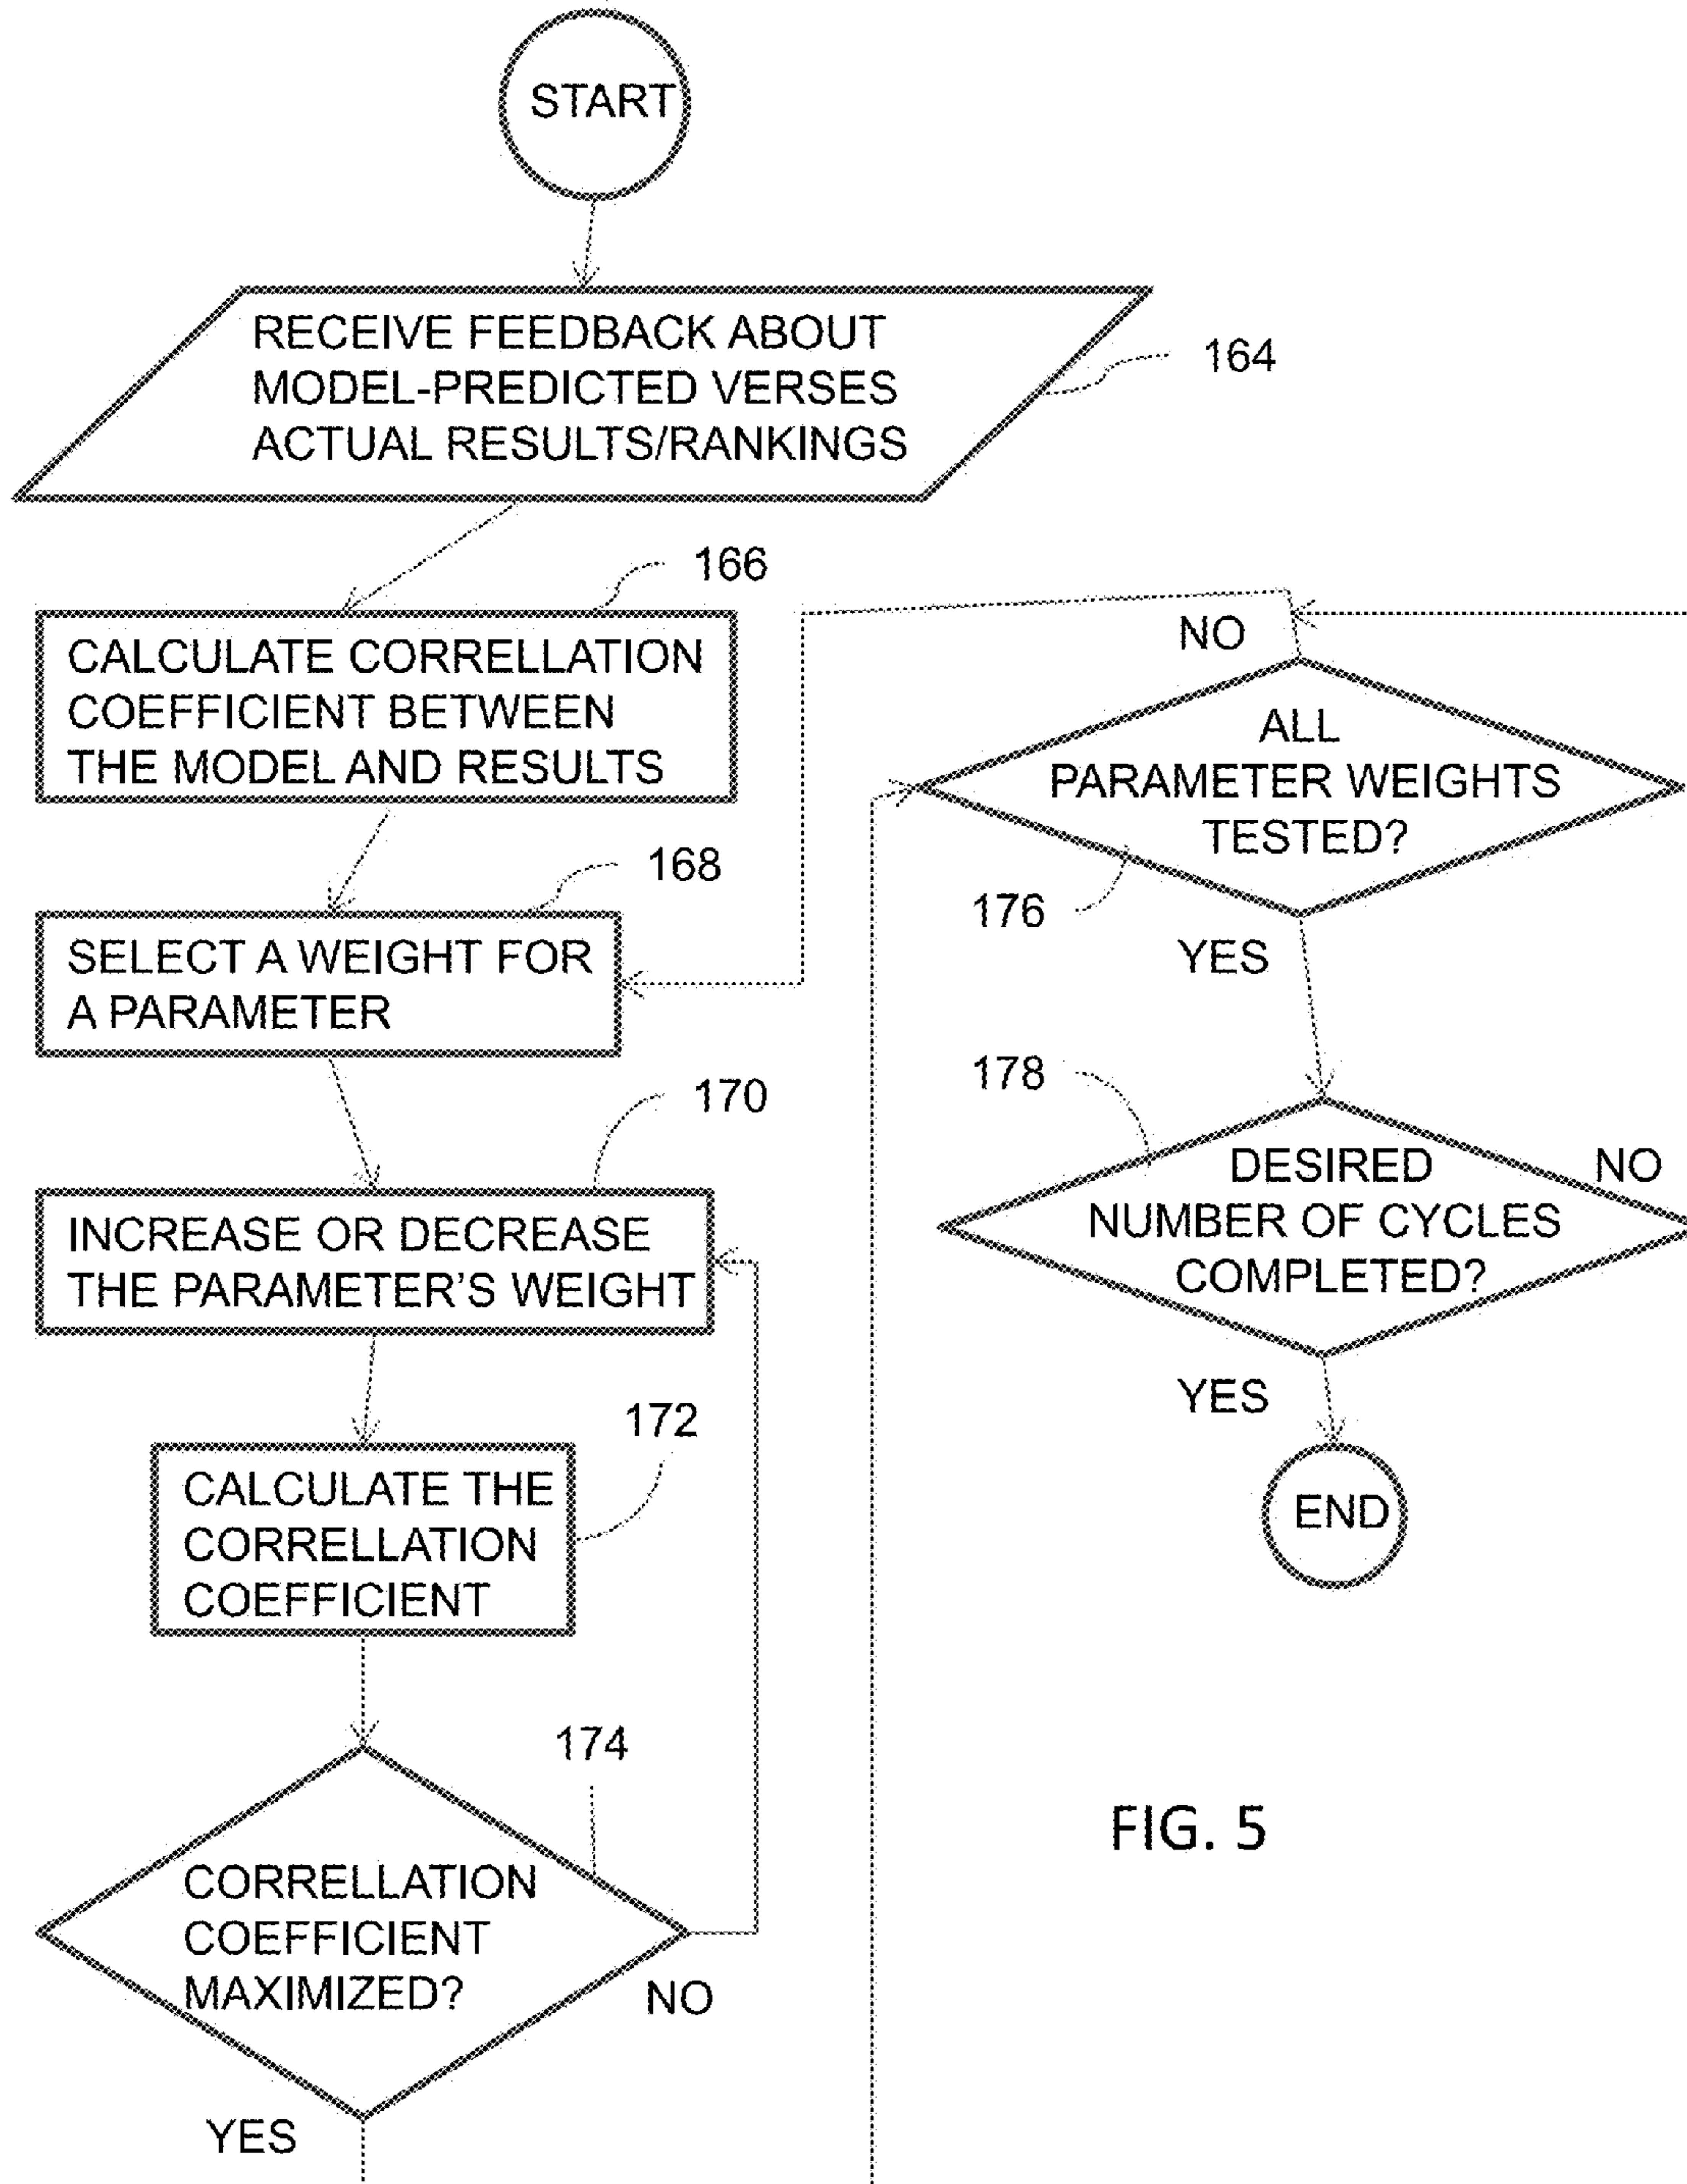 START
RECEIVE FEEDBACK ABOUT
MODEL-PREDICTED VERSES
ACTUAL RESULTS/RANKINGS
164
166
CALCULATE CORRELLATION
COEFFICIENT BETWEEN
THE MODEL AND RESULTS
168
SELECT A WEIGHT FOR
A PARAMETER
170
INCREASE OR DECREASE
THE PARAMETER'S WEIGHT
172
CALCULATE THE
CORRELLATION
COEFFICIENT
174
CORRELLATION
COEFFICIENT
MAXIMIZED?
NO
YES
NO
ALL
PARAMETER WEIGHTS
TESTED?
176
YES
178
DESIRED
NUMBER OF CYCLES
COMPLETED?
NO
YES
END
FIG. 5